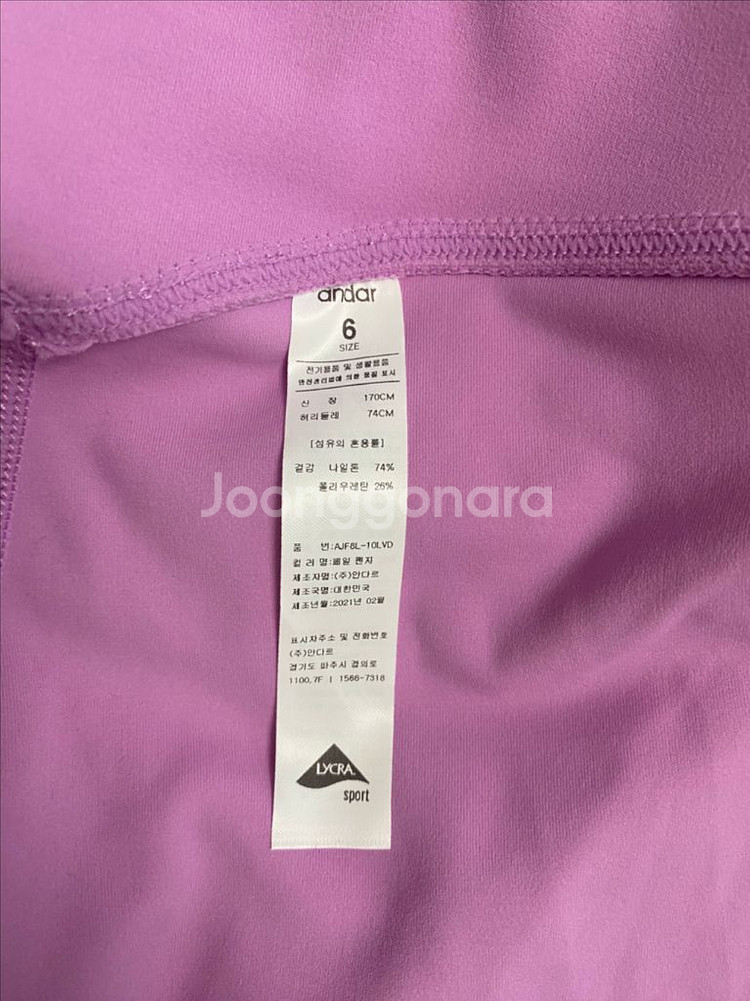 andar
6
SIZE
전기용품 및 생활용품
안전관리법에 의한 품질 표시
신 장 170CM
허리둘레 74CM
[섬유의 혼용률]
겉감 나일론 74%
폴리우레탄 26%
Joonggonara
품 번:AJF6L-10LVD
컬 러 명:페일 팬지
제조자명:(주)안다르
제조국명:대한민국
제조년월:2021년 02월
표시자주소 및 전화번호
(주)안다르
경기도 파주시 결의로
1100,7F | 1566-7318
LYCRA
sport